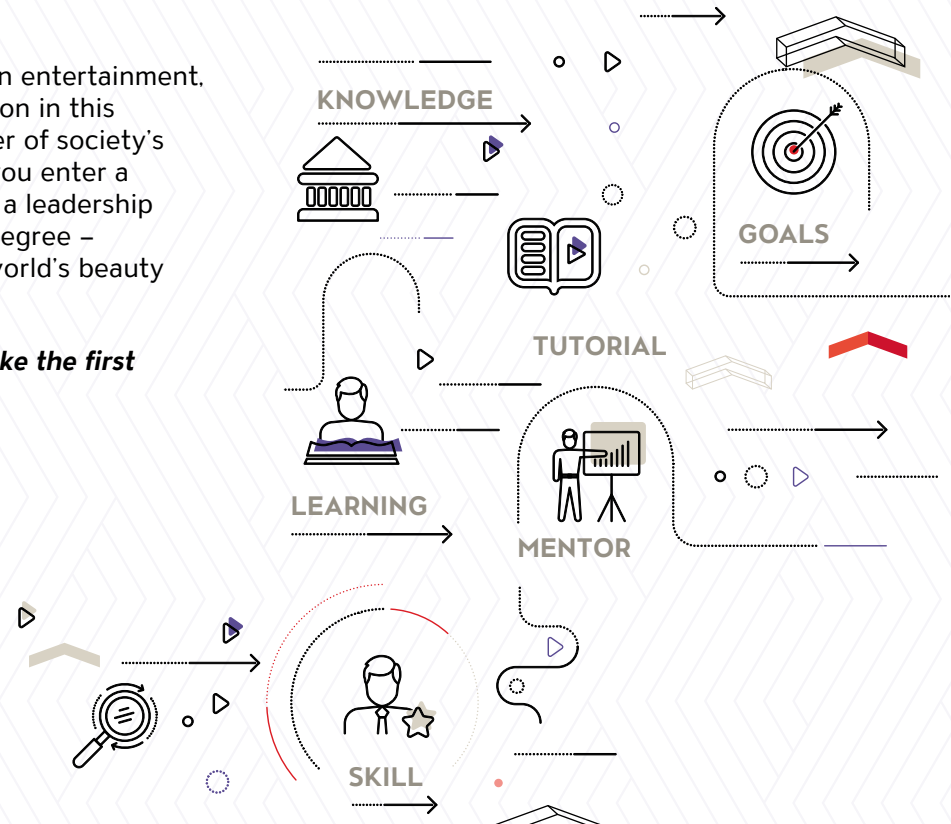 n entertainment,
on in this
er of society's
ou enter a
a leadership
egree –
world's beauty
ke the first
KNOWLEDGE
GOALS
TUTORIAL
LEARNING
MENTOR
SKILL